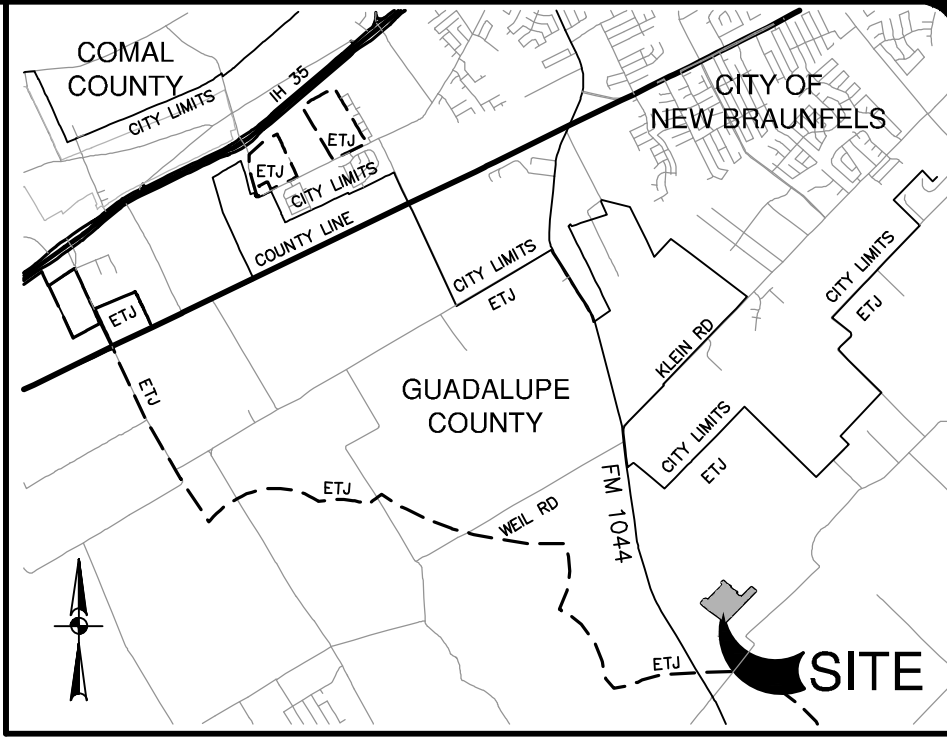 COMAL
COUNTY
CITY LIMITS
IH 35
CITY OF
NEW BRAUNFELS
ETJ
ETJ
CITY LIMITS
COUNTY LINE
CITY LIMITS
ETJ
CITY LIMITS
ETJ
ETJ
ETJ
KLEIN RD
GUADALUPE
COUNTY
CITY LIMITS
ETJ
ETJ
WEIL RD
FM 1044
ETJ
SITE